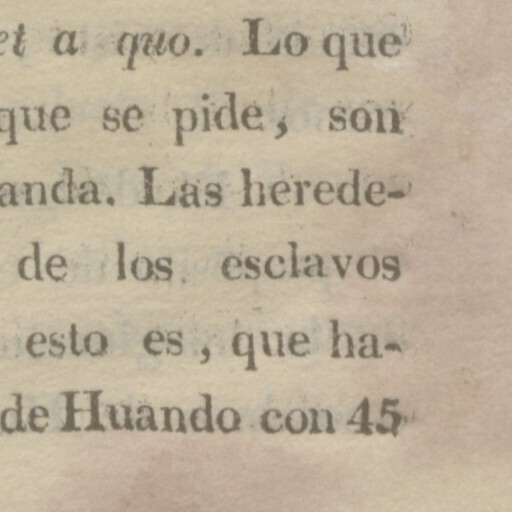 et a quo. Lo que
que se pide, son
anda. Las herede-
de los esclavos
esto es, que ha-
de Huando con 45